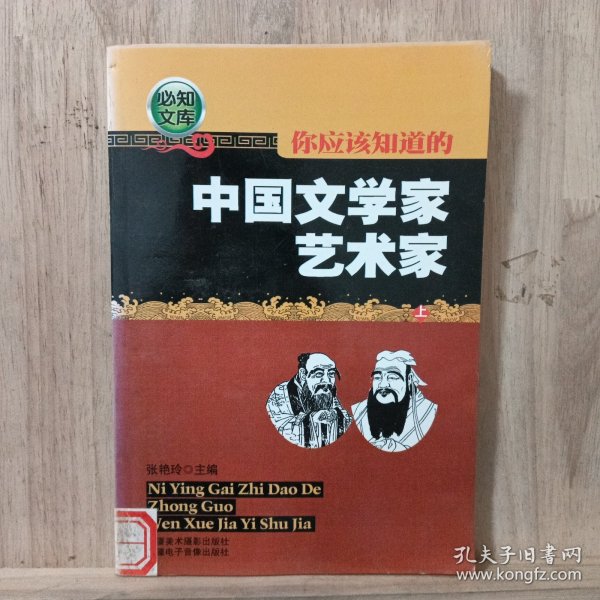 必知
文库
你应该知道的
中国文学家
艺术家
上
张艳玲◎主编
Ni Ying Gai Zhi Dao De
Zhong Guo
Wen Xue Jia Yi Shu Jia
美术摄影出版社
电子音像出版社
孔夫子旧书网
www.kongfz.com